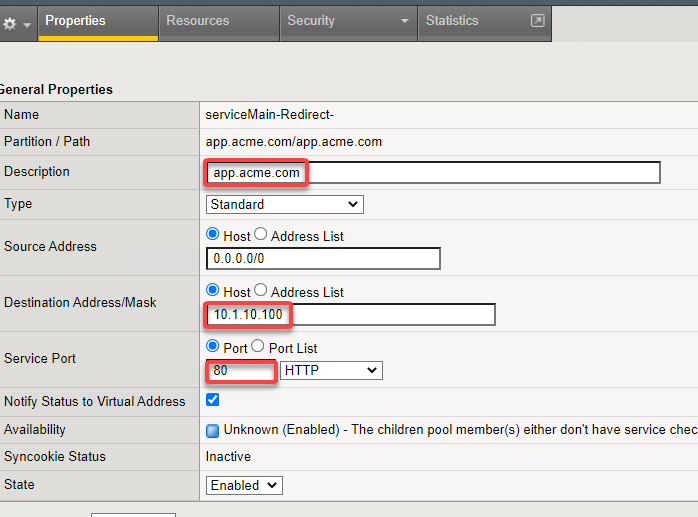 Properties Resources Security Statistics
General Properties
Name serviceMain-Redirect-
Partition / Path app.acme.com/app.acme.com
Description app.acme.com
Type Standard
Source Address Host Address List
0.0.0.0/0
Destination Address/Mask Host Address List
10.1.10.100
Service Port Port Port List
80 HTTP
Notify Status to Virtual Address
Availability Unknown (Enabled) - The children pool member(s) either don't have service chec
Syncookie Status Inactive
State Enabled